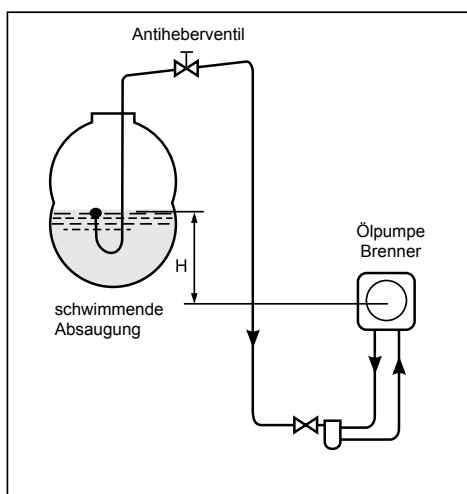 Antiheberventil
H
Ölpumpe
Brenner
schwimmende
Absaugung